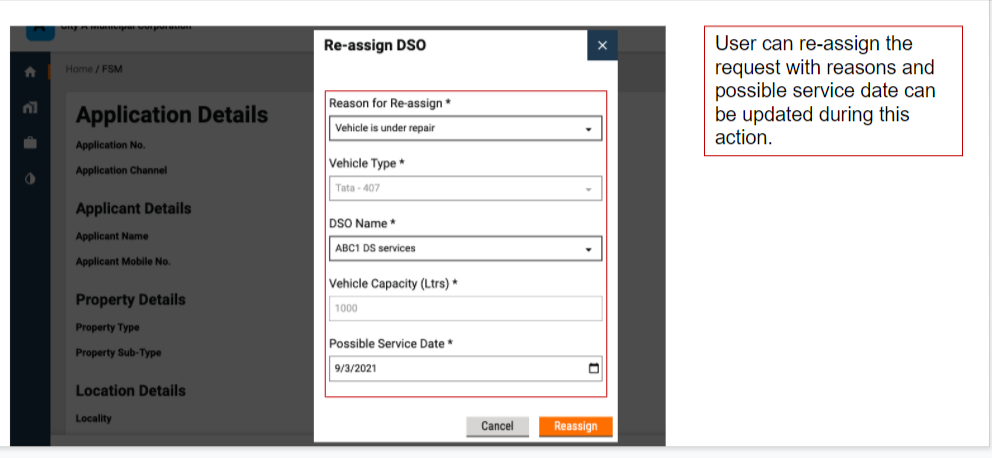 City A Municipal Corporation
Re-assign DSO
Home / FSM
Application Details
Application No.
Application Channel
Applicant Details
Applicant Name
Applicant Mobile No.
Property Details
Property Type
Property Sub-Type
Location Details
Locality
Reason for Re-assign *
Vehicle is under repair
Vehicle Type *
Tata - 407
DSO Name *
ABC1 DS services
Vehicle Capacity (Ltrs) *
1000
Possible Service Date *
9/3/2021
Cancel
Reassign
User can re-assign the
request with reasons and
possible service date can
be updated during this
action.